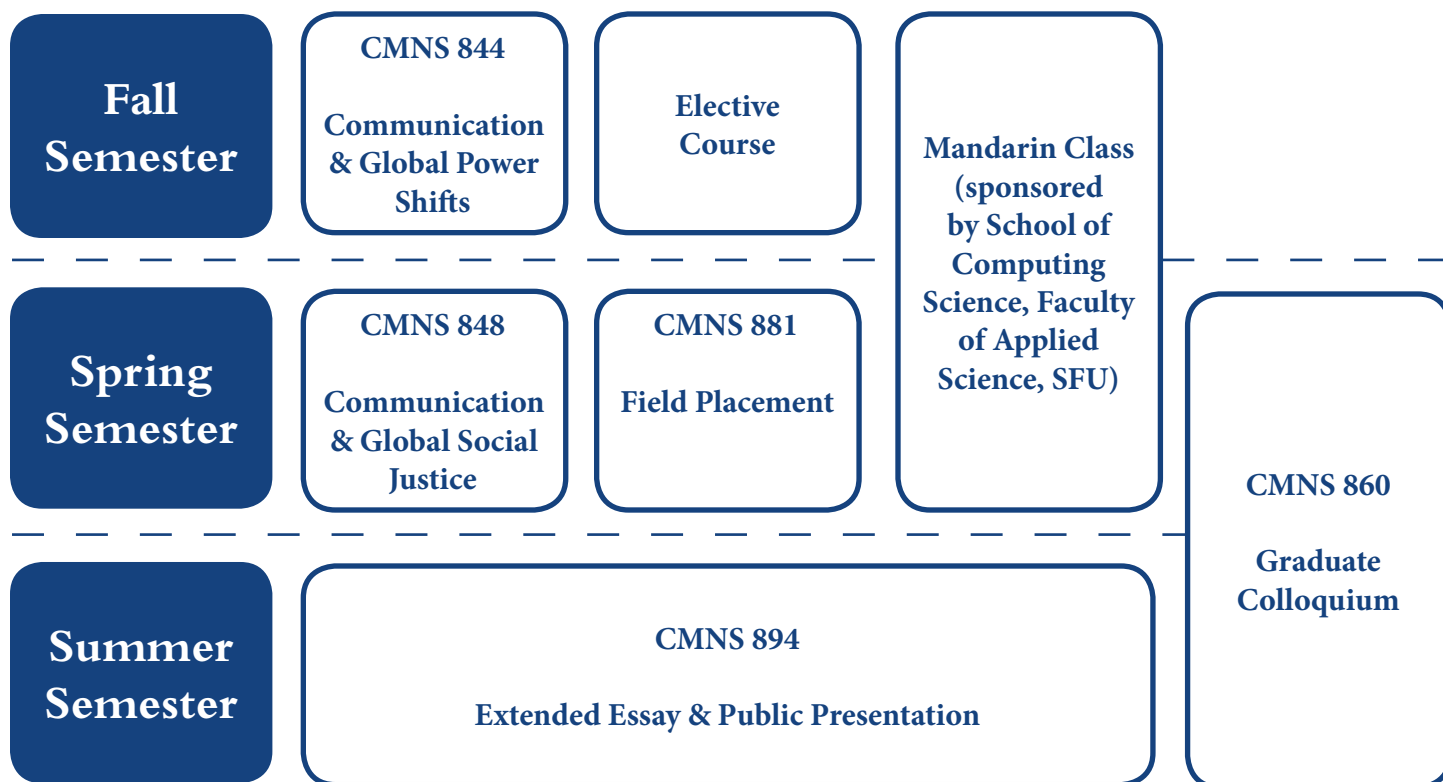 Fall
Semester
CMNS 844
Communication
& Global Power
Shifts
Elective
Course
Mandarin Class
(sponsored
by School of
Computing
Science, Faculty
of Applied
Science, SFU)
Spring
Semester
CMNS 848
Communication
& Global Social
Justice
CMNS 881
Field Placement
CMNS 860
Graduate
Colloquium
Summer
Semester
CMNS 894
Extended Essay & Public Presentation